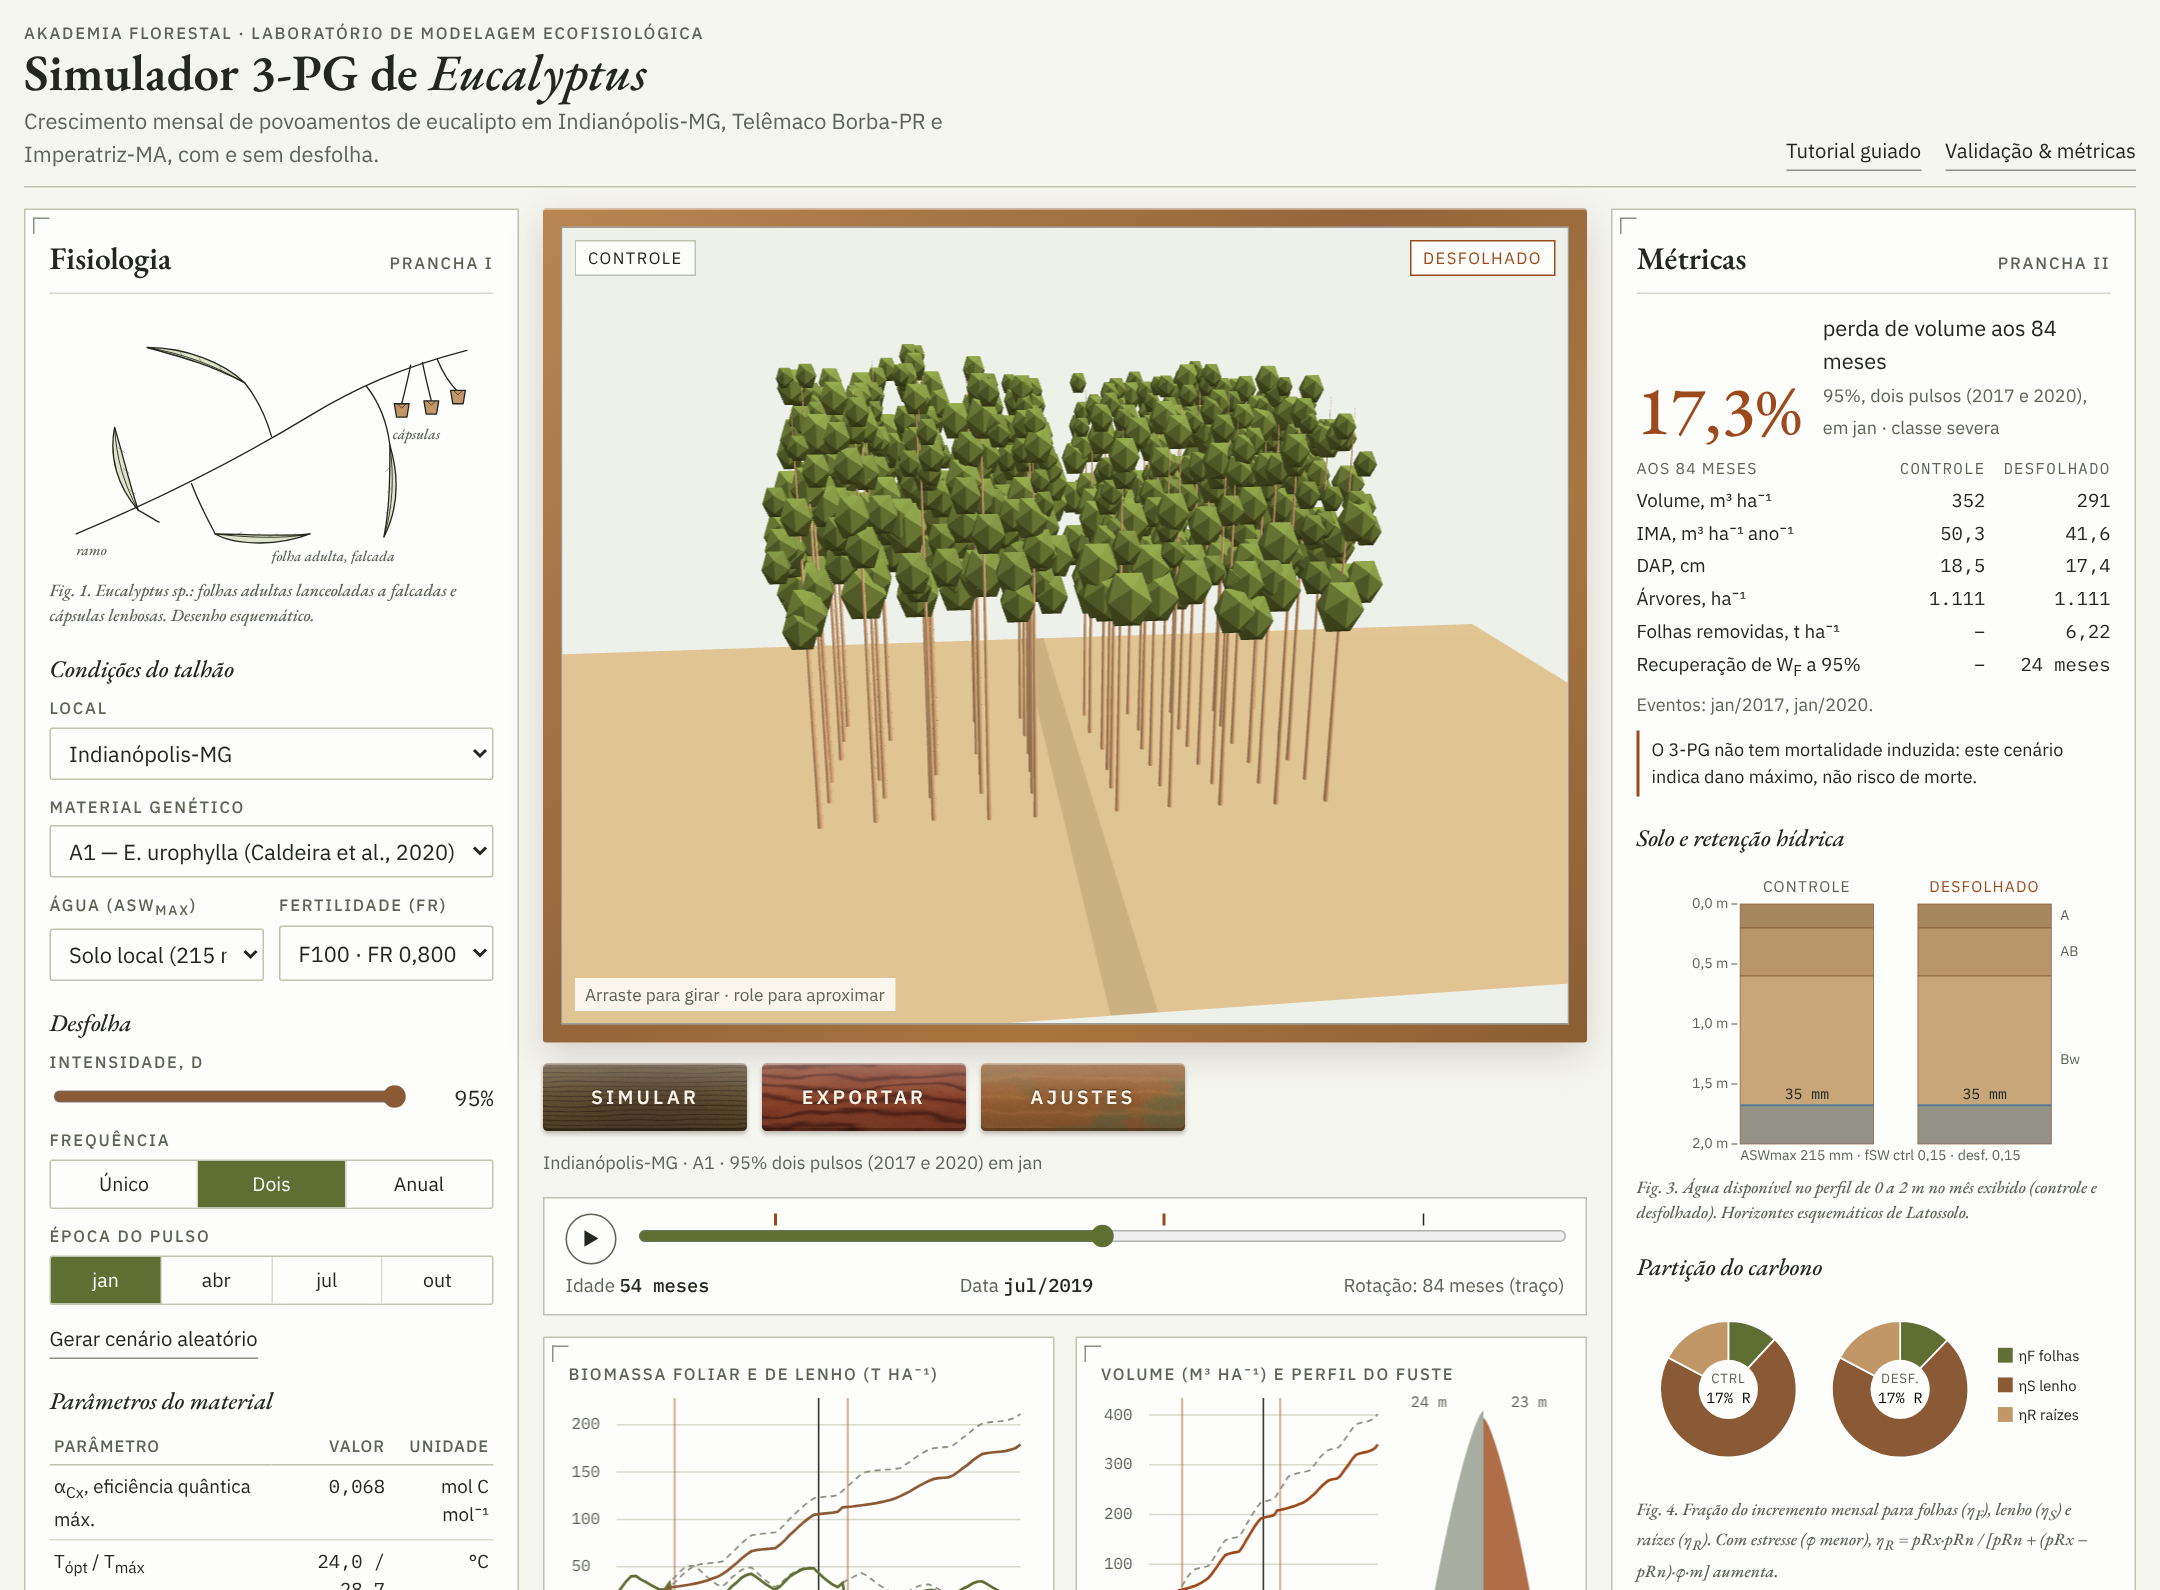 AKADEMIA FLORESTAL · LABORATÓRIO DE MODELAGEM ECOFISIOLÓGICA
Simulador 3-PG de Eucalyptus
Crescimento mensal de povoamentos de eucalipto em Indianópolis-MG, Telêmaco Borba-PR e
Imperatriz-MA, com e sem desfolha.
Tutorial guiado
Validação & métricas
Fisiologia
PRANCHA I
cápsulas
ramo
folha adulta, falcada
Fig. 1. Eucalyptus sp.: folhas adultas lanceoladas a falcadas e
cápsulas lenhosas. Desenho esquemático.
Condições do talhão
LOCAL
Indianópolis-MG
MATERIAL GENÉTICO
A1 — E. urophylla (Caldeira et al., 2020)
ÁGUA (ASWMAX)
FERTILIDADE (FR)
Solo local (215 r
F100 · FR 0,800
Desfolha
INTENSIDADE, D
95%
FREQUÊNCIA
Único
Dois
Anual
ÉPOCA DO PULSO
jan
abr
jul
out
Gerar cenário aleatório
Parâmetros do material
PARÂMETRO VALOR UNIDADE
αCx, eficiência quântica 0,068 mol C
máx. mol⁻¹
Tópt / Tmáx 24,0 / °C
28,7
CONTROLE
DESFOLHADO
Arraste para girar · role para aproximar
SIMULAR
EXPORTAR
AJUSTES
Indianópolis-MG · A1 · 95% dois pulsos (2017 e 2020) em jan
Idade 54 meses
Data jul/2019
Rotação: 84 meses (traço)
BIOMASSA FOLIAR E DE LENHO (T HA⁻¹)
200
150
100
50
VOLUME (M³ HA⁻¹) E PERFIL DO FUSTE
24 m
23 m
400
300
200
100
Métricas
PRANCHA II
17,3%
perda de volume aos 84
meses
95%, dois pulsos (2017 e 2020),
em jan · classe severa
AOS 84 MESES CONTROLE DESFOLHADO
Volume, m³ ha⁻¹ 352 291
IMA, m³ ha⁻¹ ano⁻¹ 50,3 41,6
DAP, cm 18,5 17,4
Árvores, ha⁻¹ 1.111 1.111
Folhas removidas, t ha⁻¹ – 6,22
Recuperação de WF a 95% – 24 meses
Eventos: jan/2017, jan/2020.
O 3-PG não tem mortalidade induzida: este cenário
indica dano máximo, não risco de morte.
Solo e retenção hídrica
CONTROLE
DESFOLHADO
0,0 m
0,5 m
1,0 m
1,5 m
2,0 m
A
AB
Bw
35 mm
35 mm
ASWmax 215 mm · fSW ctrl 0,15 · desf. 0,15
Fig. 3. Água disponível no perfil de 0 a 2 m no mês exibido (controle e
desfolhado). Horizontes esquemáticos de Latossolo.
Partição do carbono
CTRL
17% R
DESF.
17% R
ηF folhas
ηS lenho
ηR raízes
Fig. 4. Fração do incremento mensal para folhas (ηF), lenho (ηS) e
raízes (ηR). Com estresse (φ menor), ηR = pRx·pRn / [pRn + (pRx −
pRn)·φ·m] aumenta.